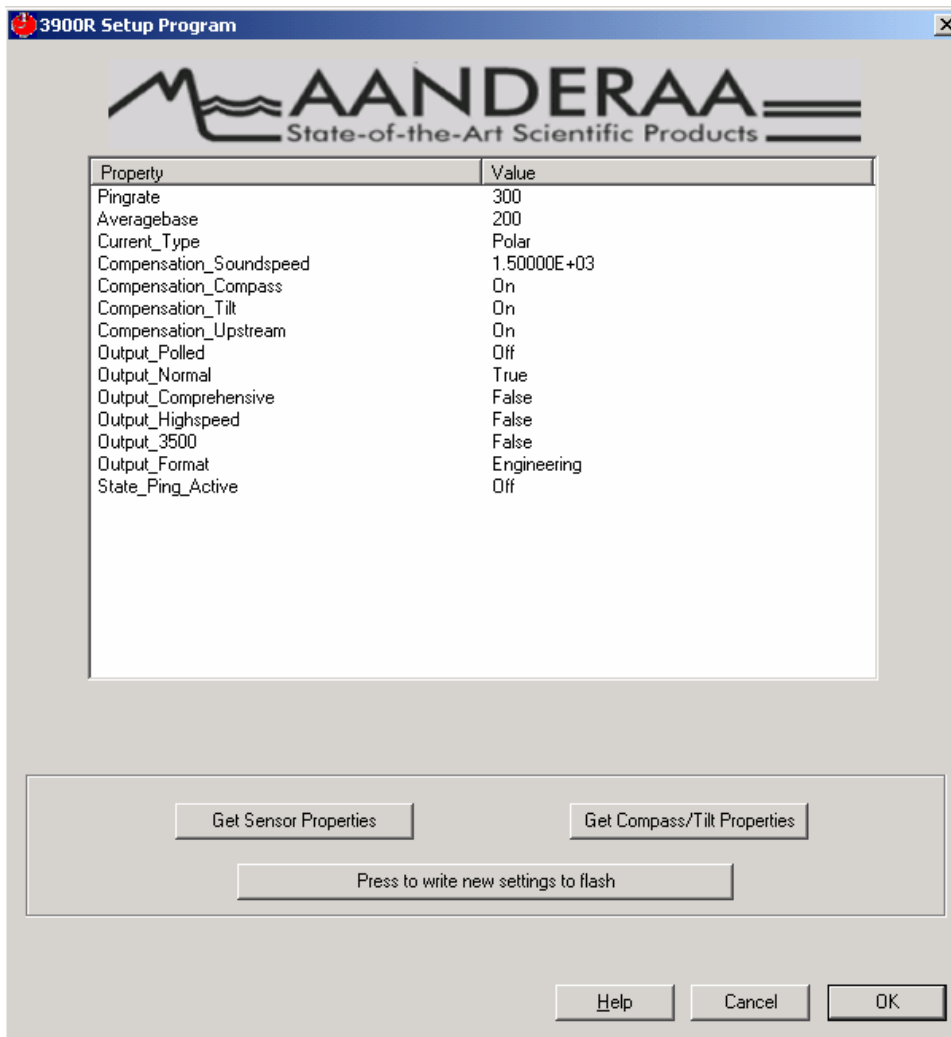 3900R Setup Program
AANDERAA
State-of-the-Art Scientific Products
Property Value
Pingrate 300
Averagebase 200
Current_Type Polar
Compensation_Soundspeed 1.50000E+03
Compensation_Compass On
Compensation_Tilt On
Compensation_Upstream On
Output_Polled Off
Output_Normal True
Output_Comprehensive False
Output_Highspeed False
Output_3500 False
Output_Format Engineering
State_Ping_Active Off
Get Sensor Properties Get Compass/Tilt Properties
Press to write new settings to flash
Help Cancel OK